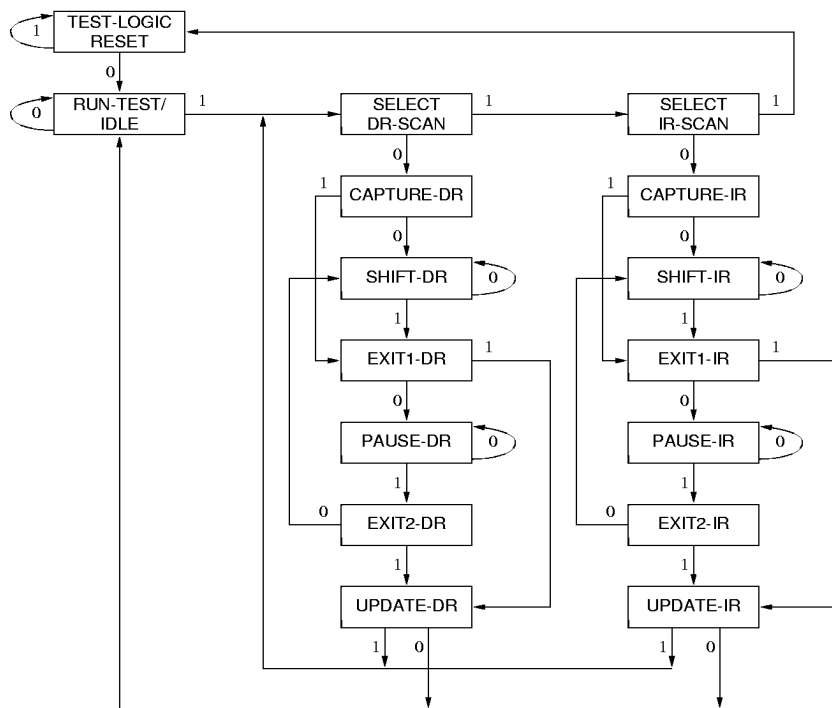 TEST-LOGIC
RESET
1
0
RUN-TEST/
IDLE
0
1
SELECT
DR-SCAN
1
SELECT
IR-SCAN
1
0
0
1
CAPTURE-DR
1
CAPTURE-IR
0
0
SHIFT-DR
0
SHIFT-IR
0
1
1
EXIT1-DR
1
EXIT1-IR
1
0
0
PAUSE-DR
0
PAUSE-IR
0
1
1
0
EXIT2-DR
0
EXIT2-IR
1
1
UPDATE-DR
UPDATE-IR
1
0
1
0